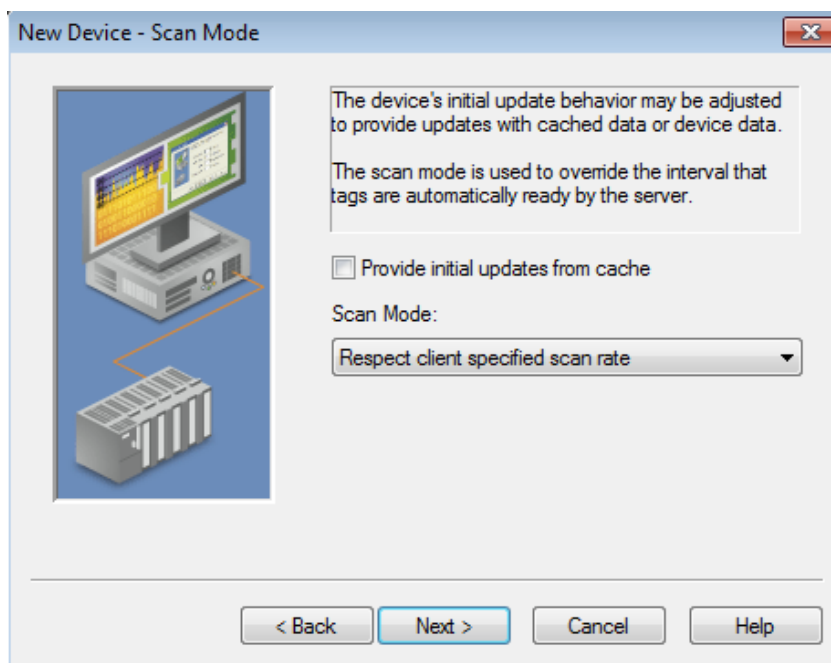 New Device - Scan Mode
The device's initial update behavior may be adjusted
to provide updates with cached data or device data.
The scan mode is used to override the interval that
tags are automatically ready by the server.
Provide initial updates from cache
Scan Mode:
Respect client specified scan rate
< Back
Next >
Cancel
Help